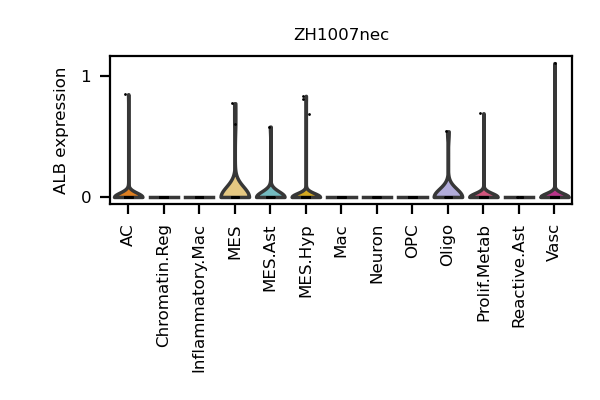 ZH1007nec
ALB expression
1
0
AC
Chromatin.Reg
Inflammatory.Mac
MES
MES.Ast
MES.Hyp
Mac
Neuron
OPC
Oligo
Prolif.Metab
Reactive.Ast
Vasc